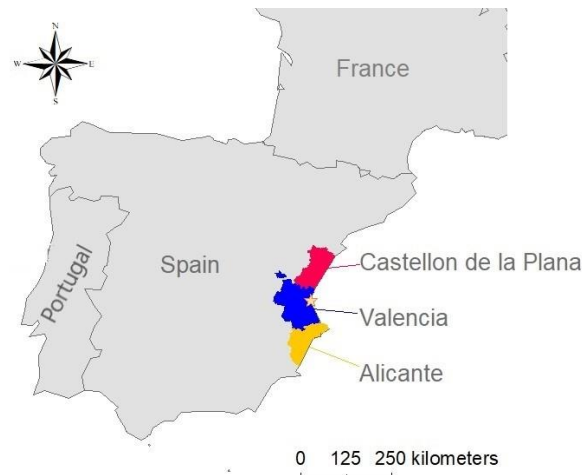 N
W E
S
France
Portugal
Spain
Castellon de la Plana
Valencia
Alicante
0 125 250 kilometers